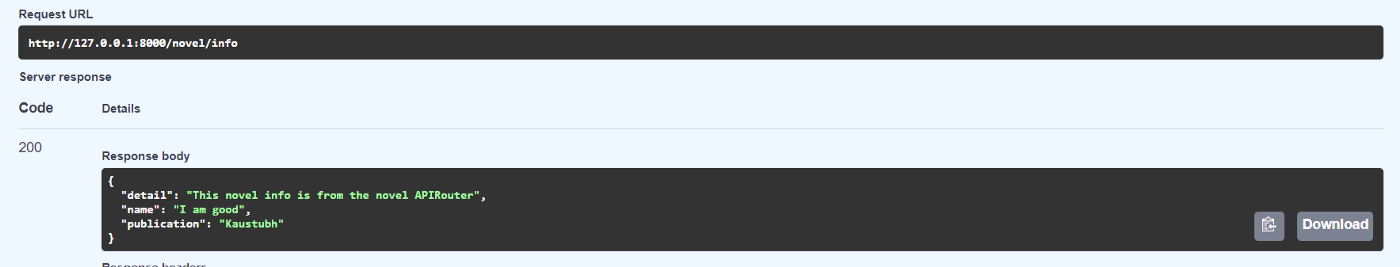 Request URL
http://127.0.0.1:8000/novel/info
Server response
Code Details
200
Response body
{
"detail": "This novel info is from the novel APIRouter",
"name": "I am good",
"publication": "Kaustubh"
}
Download
Response headers